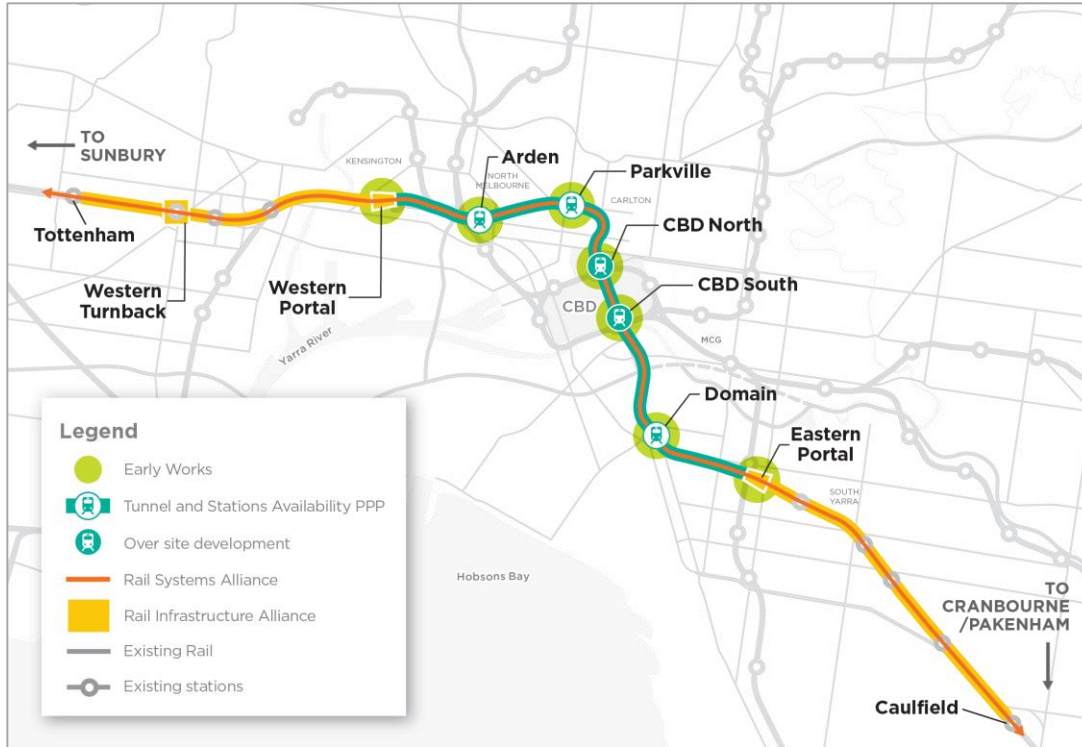 TO
SUNBURY
KENSINGTON
Arden
NORTH
MELBOURNE
Parkville
CARLTON
Tottenham
Western
Turnback
Western
Portal
CBD North
CBD South
CBD
Yarra River
MCG
Domain
Eastern
Portal
SOUTH
YARRA
Hobsons Bay
TO
CRANBOURNE
/PAKENHAM
Caulfield
Legend
Early Works
Tunnel and Stations Availability PPP
Over site development
Rail Systems Alliance
Rail Infrastructure Alliance
Existing Rail
Existing stations